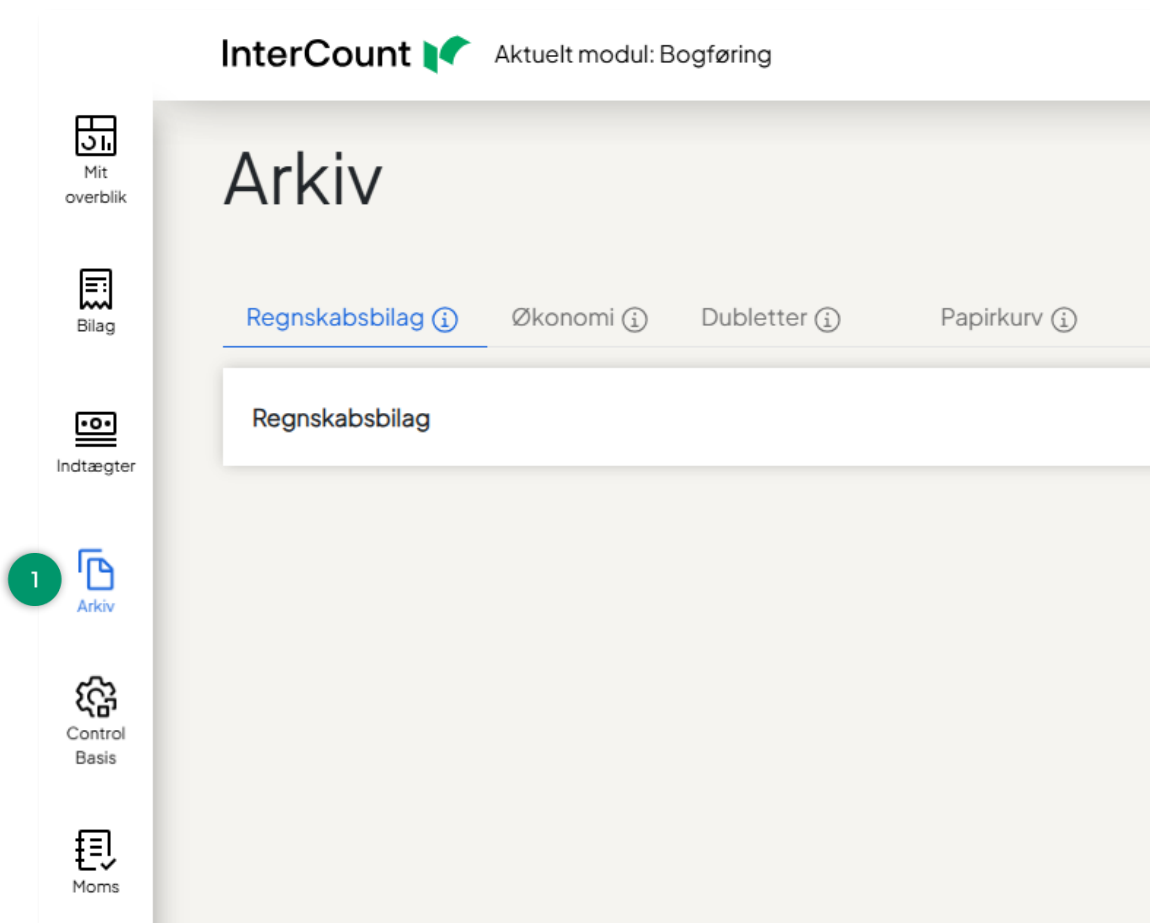 InterCount
Aktuelt modul: Bogføring
Mit
overblik
Bilag
Indtægter
1
Arkiv
Control
Basis
Moms
Arkiv
Regnskabsbilag
Økonomi
Dubletter
Papirkurv
Regnskabsbilag